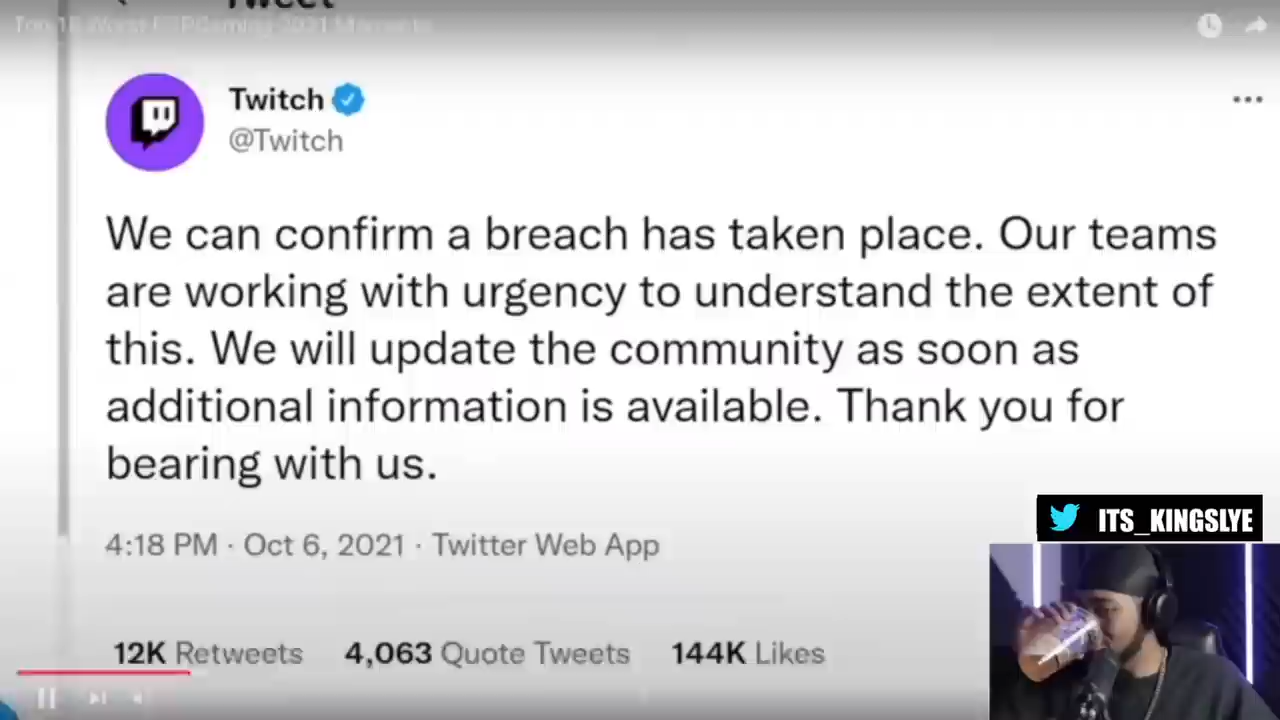 Tweet
Twitch
@Twitch
We can confirm a breach has taken place. Our teams
are working with urgency to understand the extent of
this. We will update the community as soon as
additional information is available. Thank you for
bearing with us.
4:18 PM · Oct 6, 2021 · Twitter Web App
ITS_KINGSLYE
12K Retweets 4,063 Quote Tweets 144K Likes